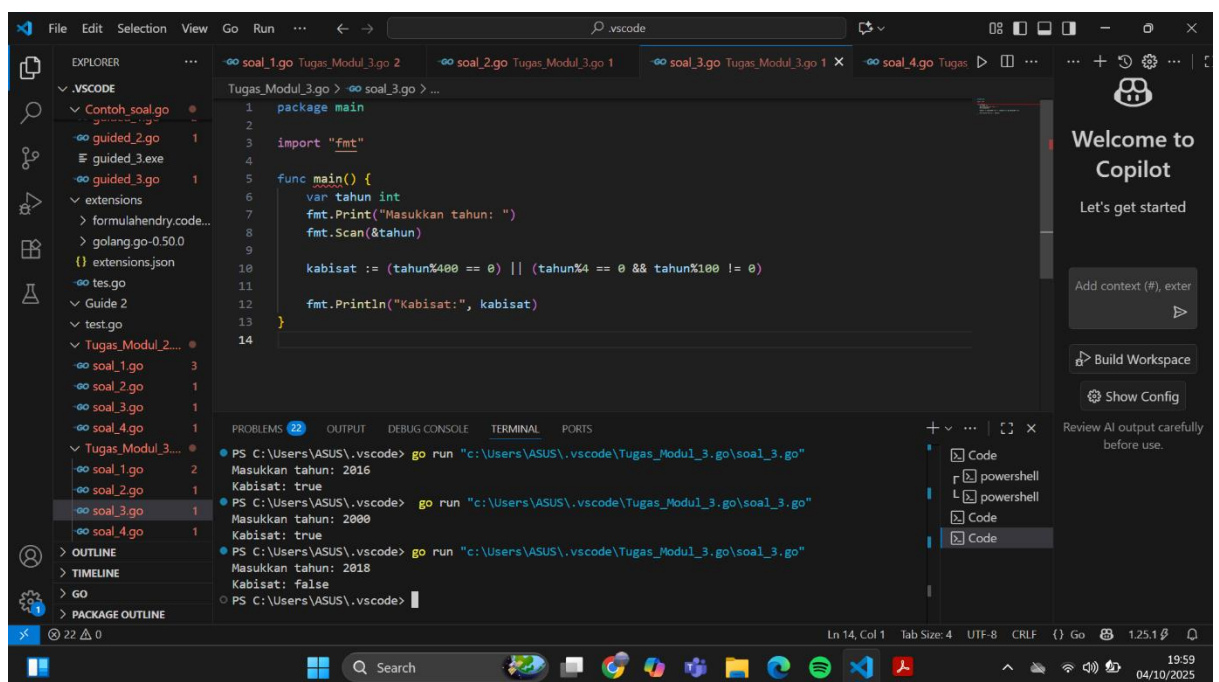 File Edit Selection View Go Run ... .vscode
EXPLORER ...
.VSCODE
Contoh_soal.go
guided_2.go 1
guided_3.exe
guided_3.go 1
extensions
formulahendry.code...
golang.go-0.50.0
{} extensions.json
tes.go
Guide 2
test.go
Tugas_Modul_2....
soal_1.go 3
soal_2.go 1
soal_3.go 1
soal_4.go 1
Tugas_Modul_3....
soal_1.go 2
soal_2.go 1
soal_3.go 1
soal_4.go 1
OUTLINE
TIMELINE
GO
PACKAGE OUTLINE
soal_1.go Tugas_Modul_3.go 2 soal_2.go Tugas_Modul_3.go 1 soal_3.go Tugas_Modul_3.go 1 soal_4.go Tugas ...
Tugas_Modul_3.go > soal_3.go > ...
1 package main
2
3 import "fmt"
4
5 func main() {
6 var tahun int
7 fmt.Print("Masukkan tahun: ")
8 fmt.Scan(&tahun)
9
10 kabisat := (tahun%400 == 0) || (tahun%4 == 0 && tahun%100 != 0)
11
12 fmt.Println("Kabisat:", kabisat)
13 }
14
PROBLEMS 22 OUTPUT DEBUG CONSOLE TERMINAL PORTS ...
PS C:\Users\ASUS\.vscode> go run "c:\Users\ASUS\.vscode\Tugas_Modul_3.go\soal_3.go"
Masukkan tahun: 2016
Kabisat: true
PS C:\Users\ASUS\.vscode> go run "c:\Users\ASUS\.vscode\Tugas_Modul_3.go\soal_3.go"
Masukkan tahun: 2000
Kabisat: true
PS C:\Users\ASUS\.vscode> go run "c:\Users\ASUS\.vscode\Tugas_Modul_3.go\soal_3.go"
Masukkan tahun: 2018
Kabisat: false
PS C:\Users\ASUS\.vscode>
Code
powershell
powershell
Code
Code
Welcome to
Copilot
Let's get started
Add context (#), exter
Build Workspace
Show Config
Review AI output carefully
before use.
22 0 Ln 14, Col 1 Tab Size: 4 UTF-8 CRLF {} Go 1.25.1
1
Search
19:59
04/10/2025